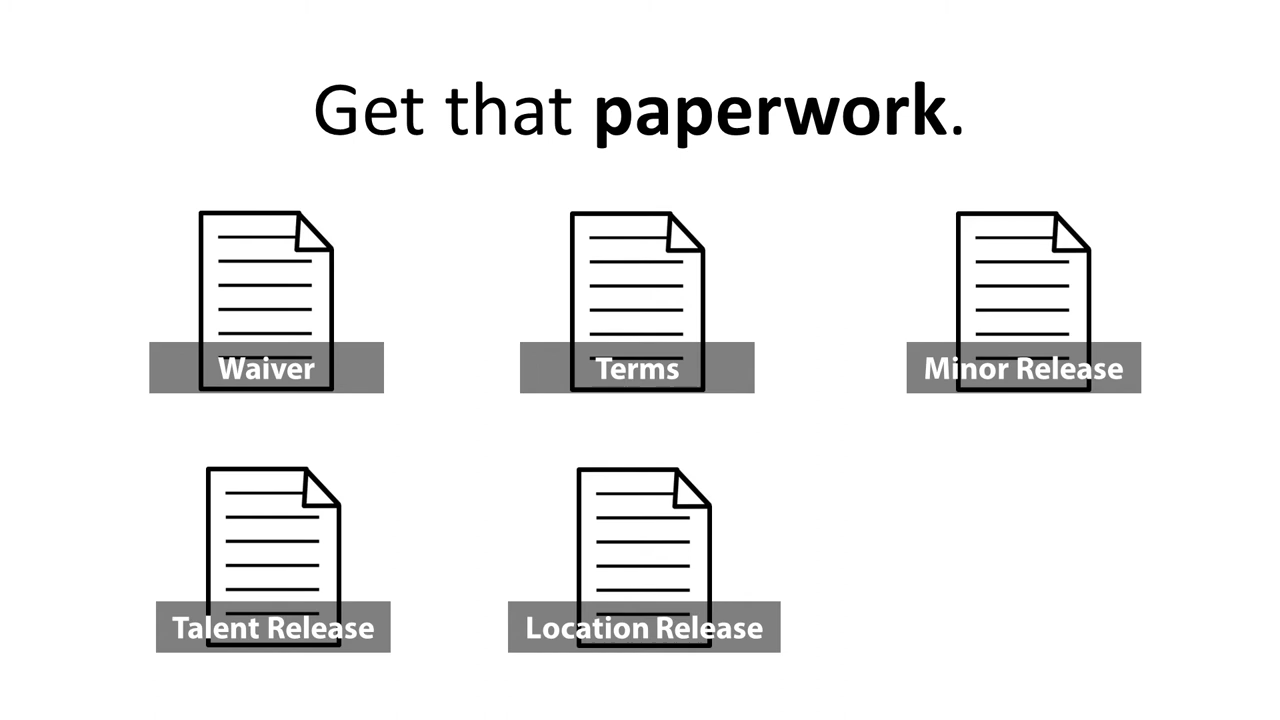 Get that paperwork.
Waiver
Terms
Minor Release
Talent Release
Location Release